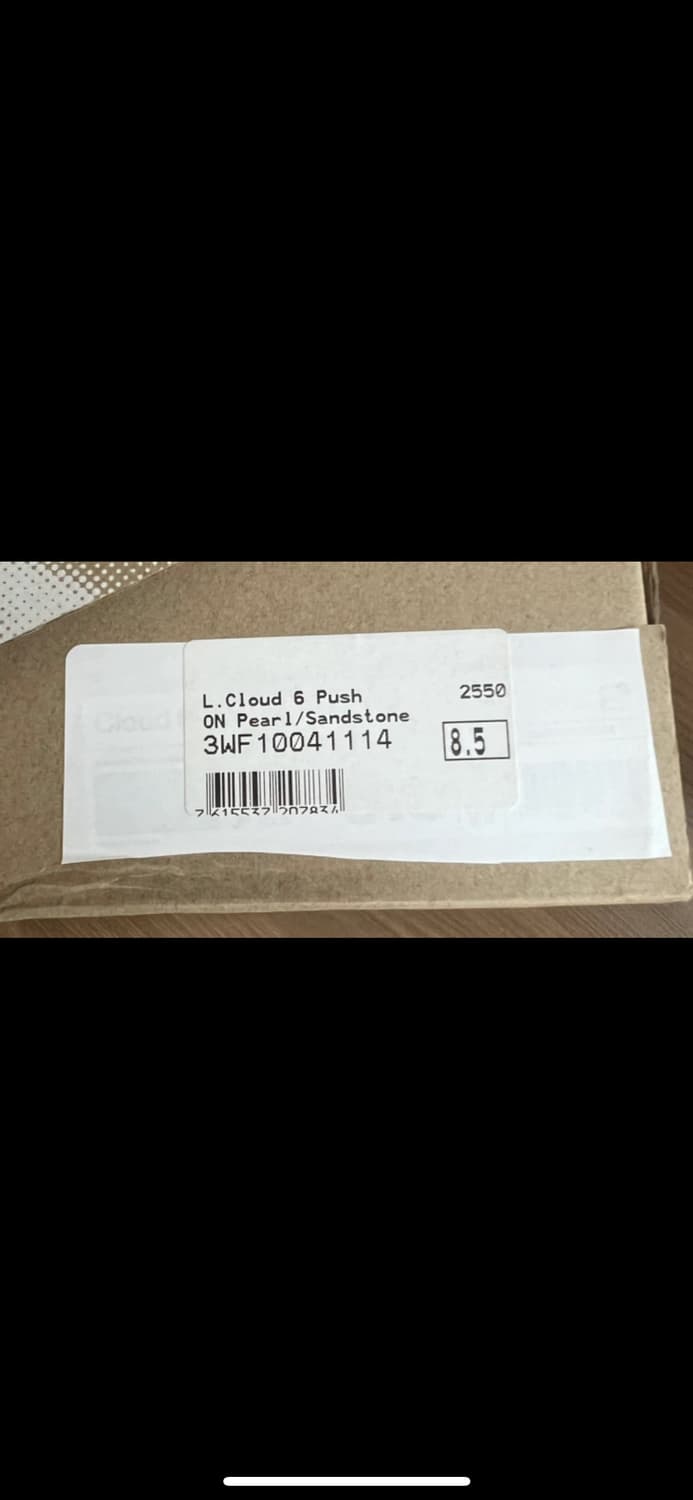 L.Cloud 6 Push 2550
ON Pearl/Sandstone
3WF10041114 8.5